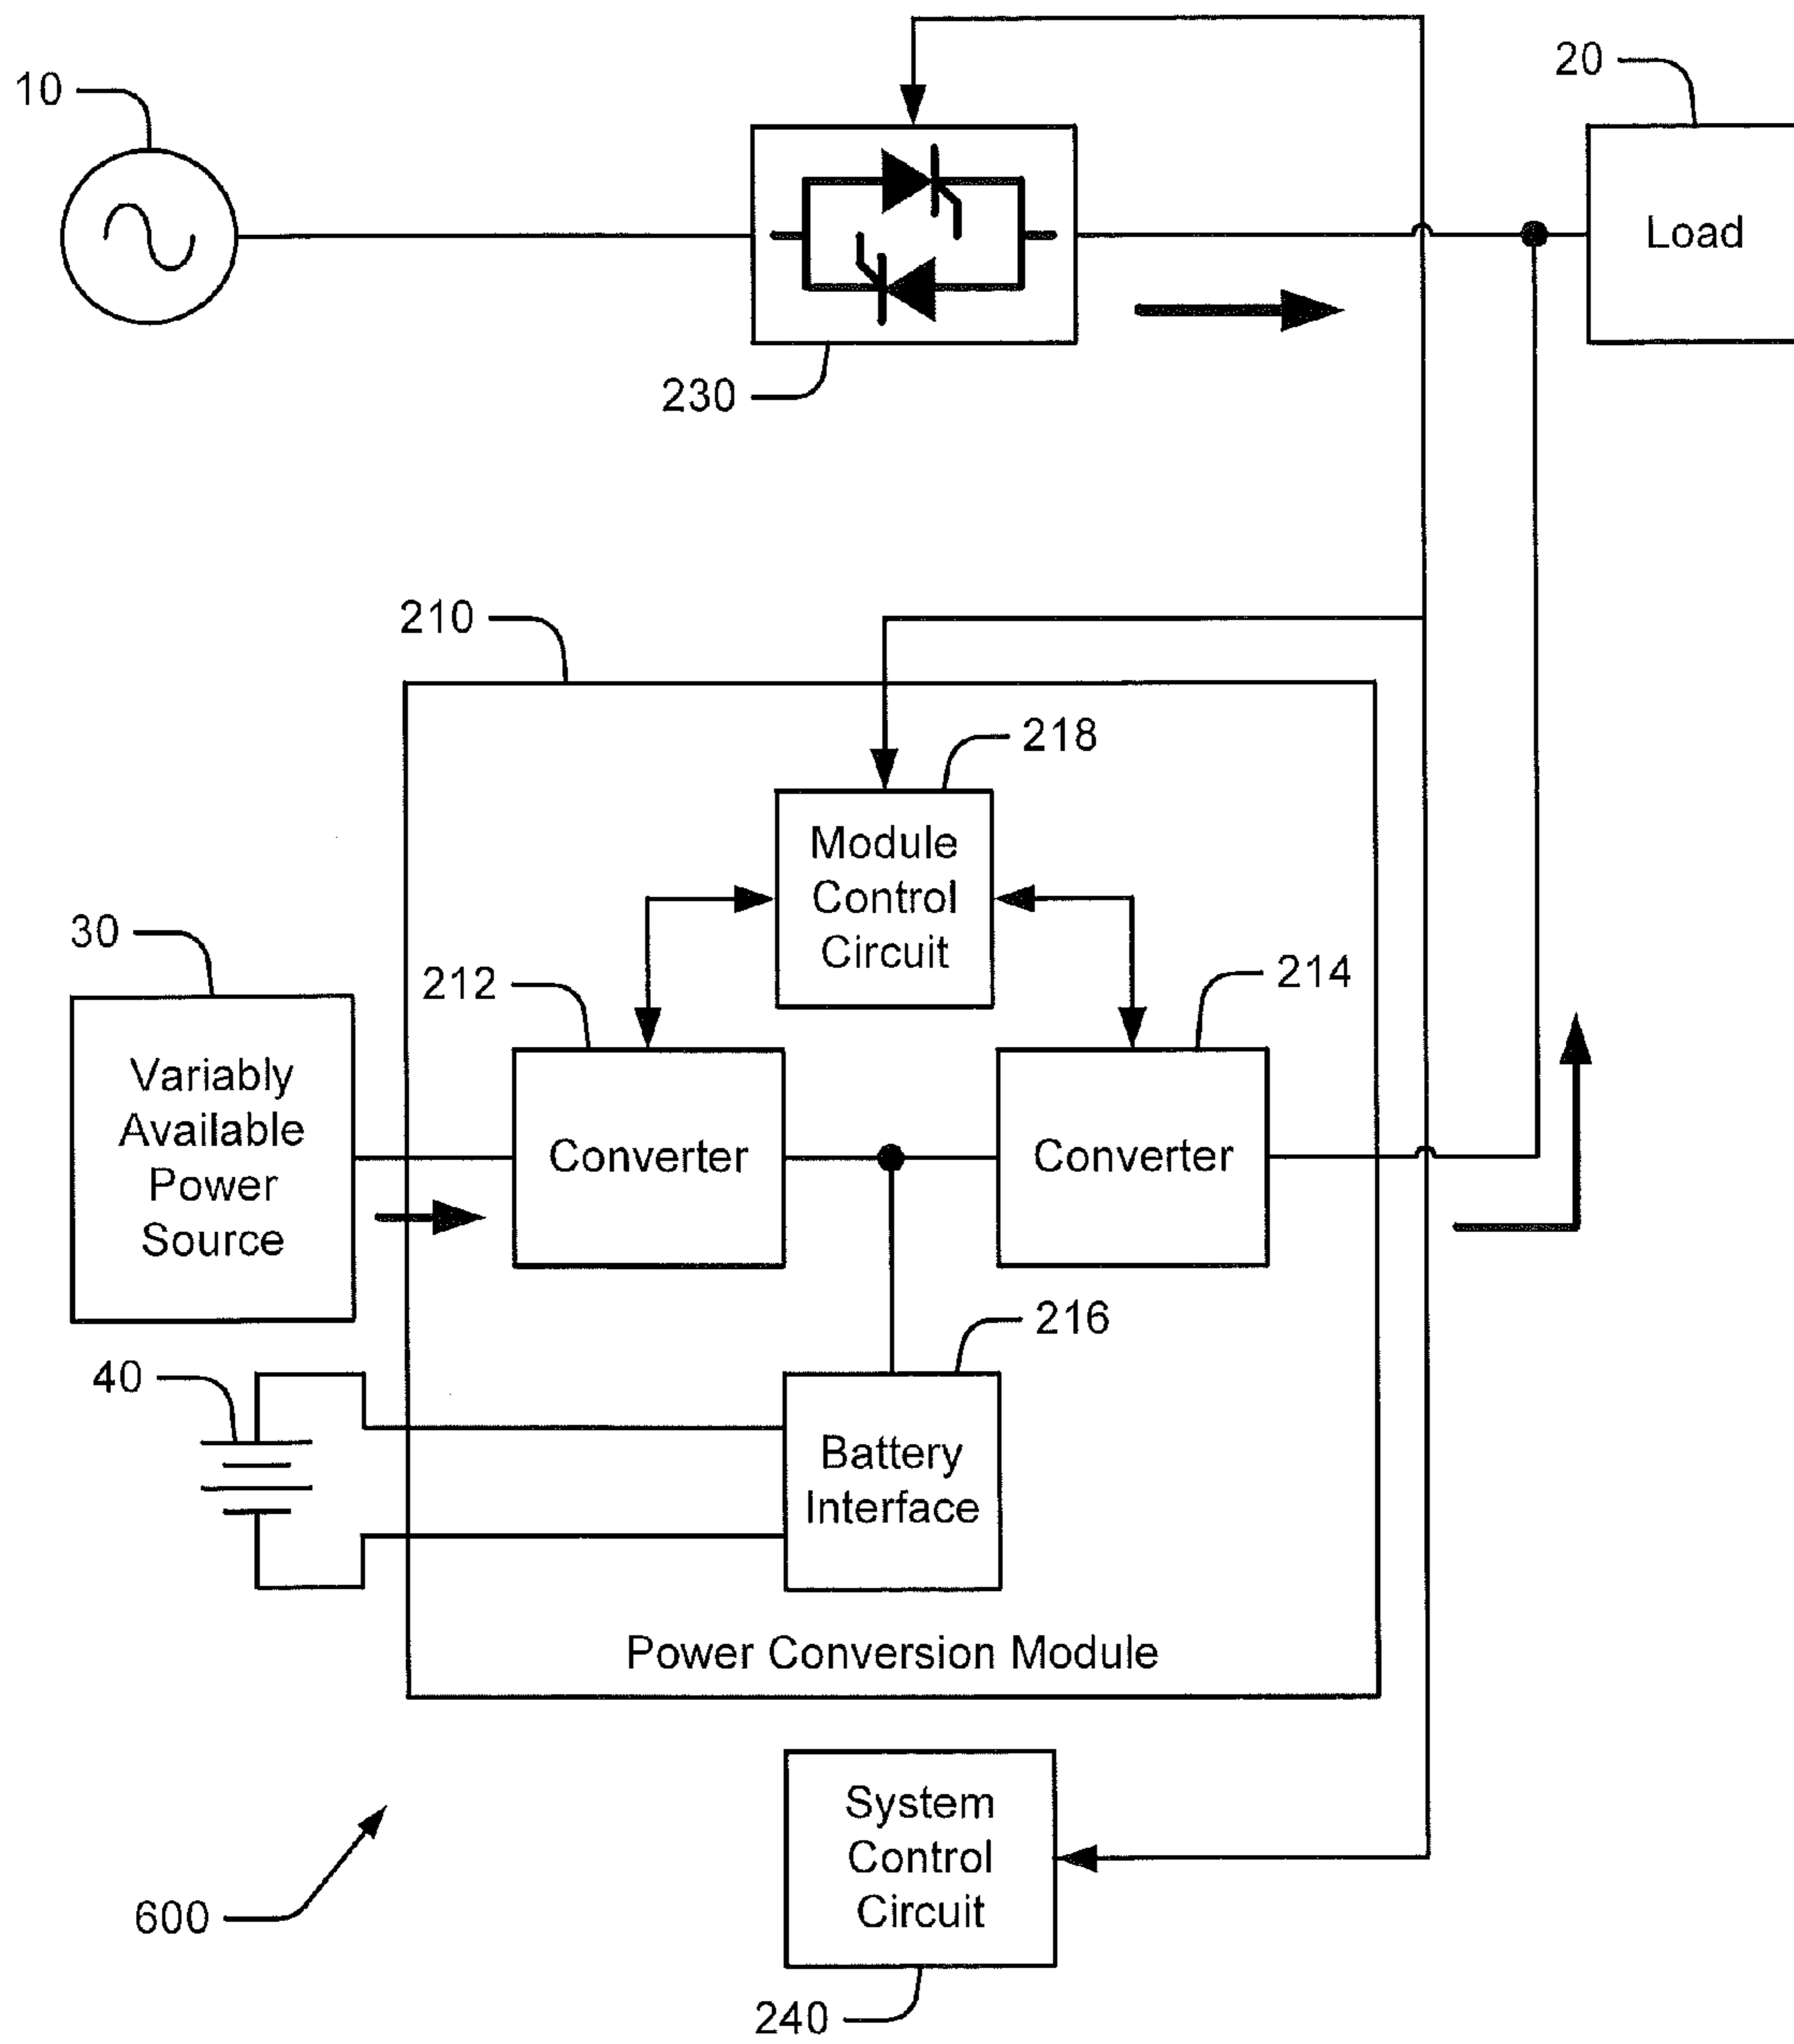 10
20
Load
230
210
218
Module
Control
Circuit
30
212
214
Variably
Available
Power
Source
Converter
Converter
216
40
Battery
Interface
Power Conversion Module
System
Control
Circuit
600
240